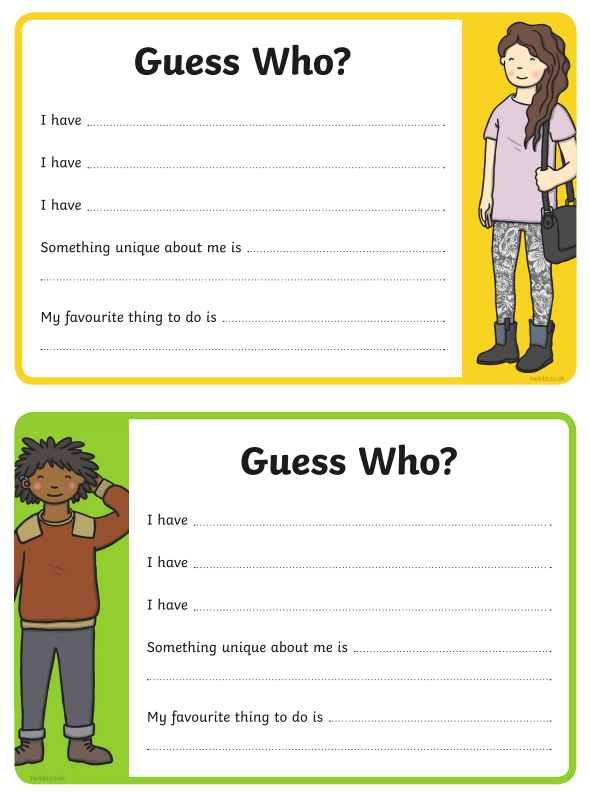 Guess Who?
I have
I have
I have
Something unique about me is
My favourite thing to do is
twinkl.co.uk
Guess Who?
I have
I have
I have
Something unique about me is
My favourite thing to do is
twinkl.co.uk